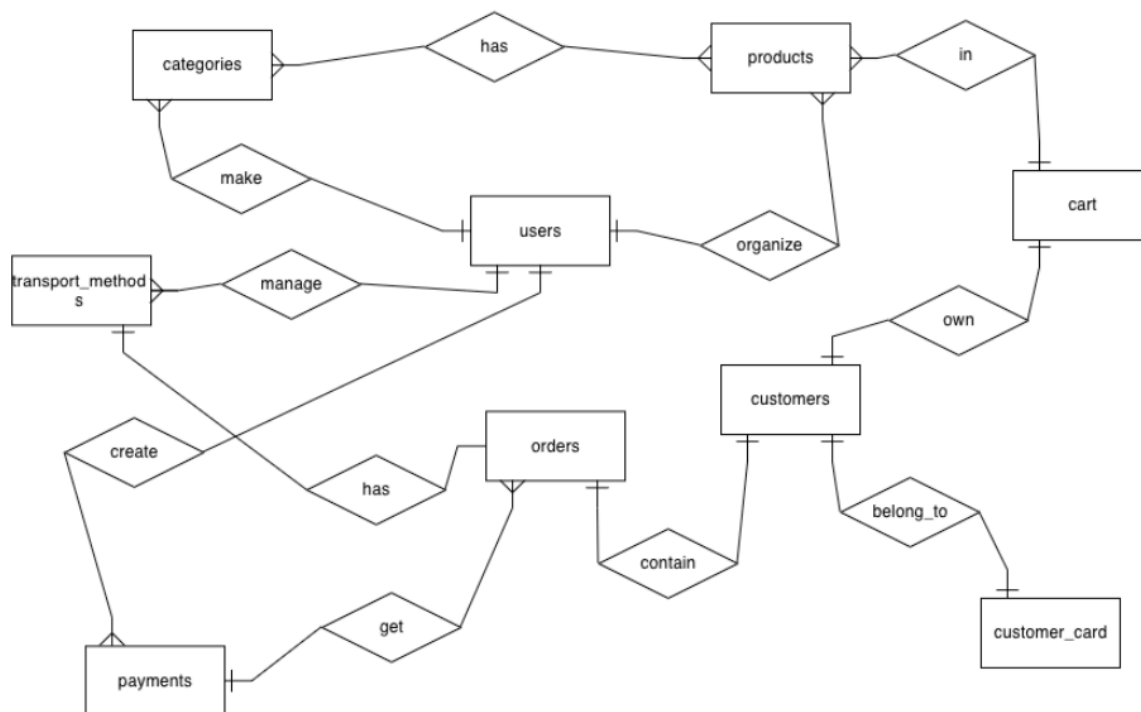 categories
has
products
in
make
cart
users
organize
transport_method
s
manage
own
customers
create
orders
has
belong_to
contain
get
customer_card
payments